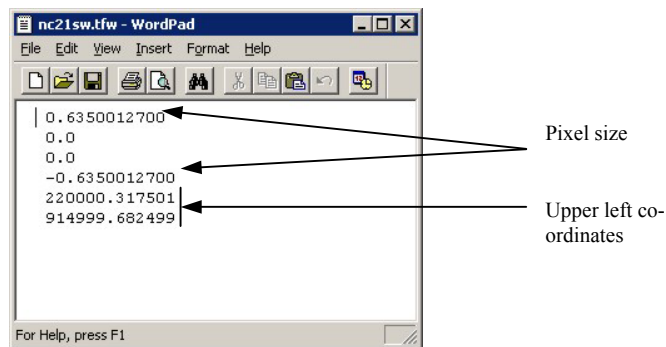 nc21sw.tfw - WordPad
File Edit View Insert Format Help
0.6350012700
0.0
0.0
-0.6350012700
220000.317501
914999.682499
For Help, press F1
Pixel size
Upper left co-
ordinates